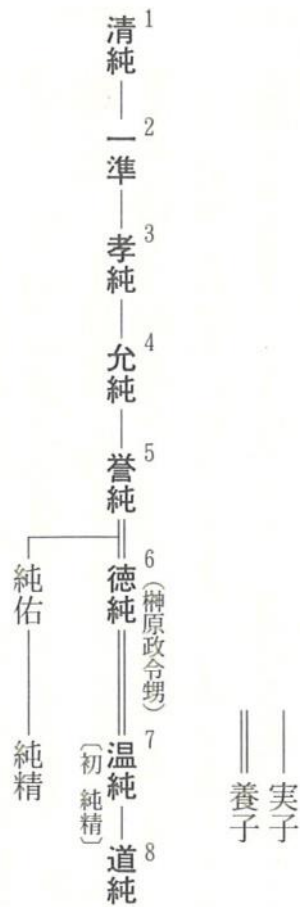 実子
養子
1 清純
2 一準
3 孝純
4 允純
5 誉純
6 徳純
(榊原政令甥)
7 温純
〔初 純精〕
8 道純
純佑
純精